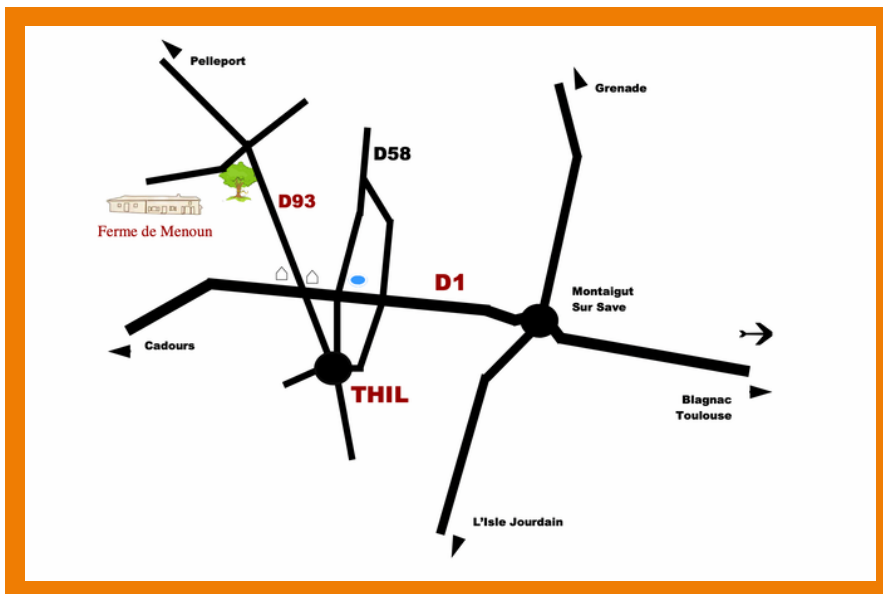 Pelleport
Grenade
D58
D93
Ferme de Menoun
D1
Montaigut
Sur Save
Cadours
THIL
Blagnac
Toulouse
L'Isle Jourdain